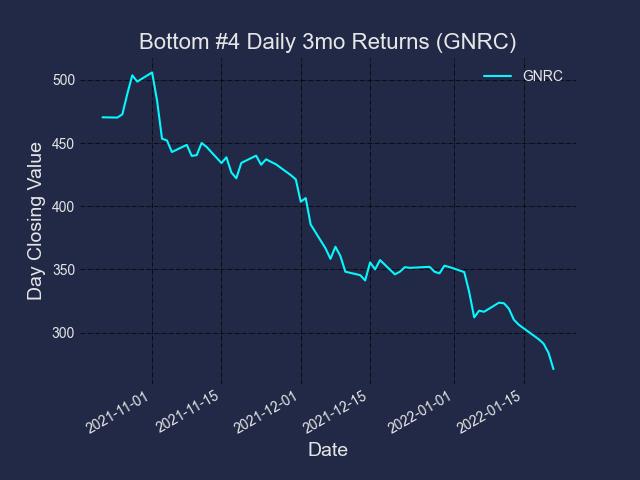 Bottom #4 Daily 3mo Returns (GNRC)
GNRC
Day Closing Value
500
450
400
350
300
2021-11-01
2021-11-15
2021-12-01
2021-12-15
2022-01-01
2022-01-15
Date